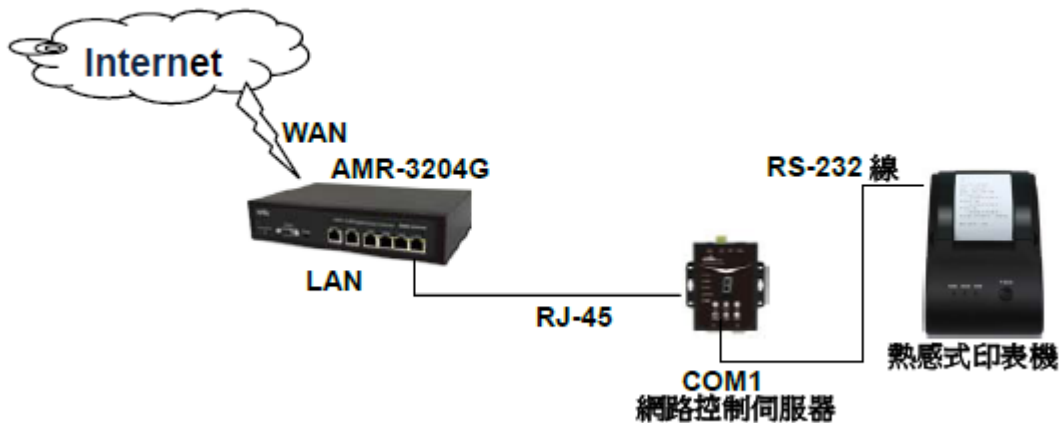 Internet
WAN
AMR-3204G
RS-232 線
LAN
RJ-45
熱感式印表機
COM1
網路控制伺服器